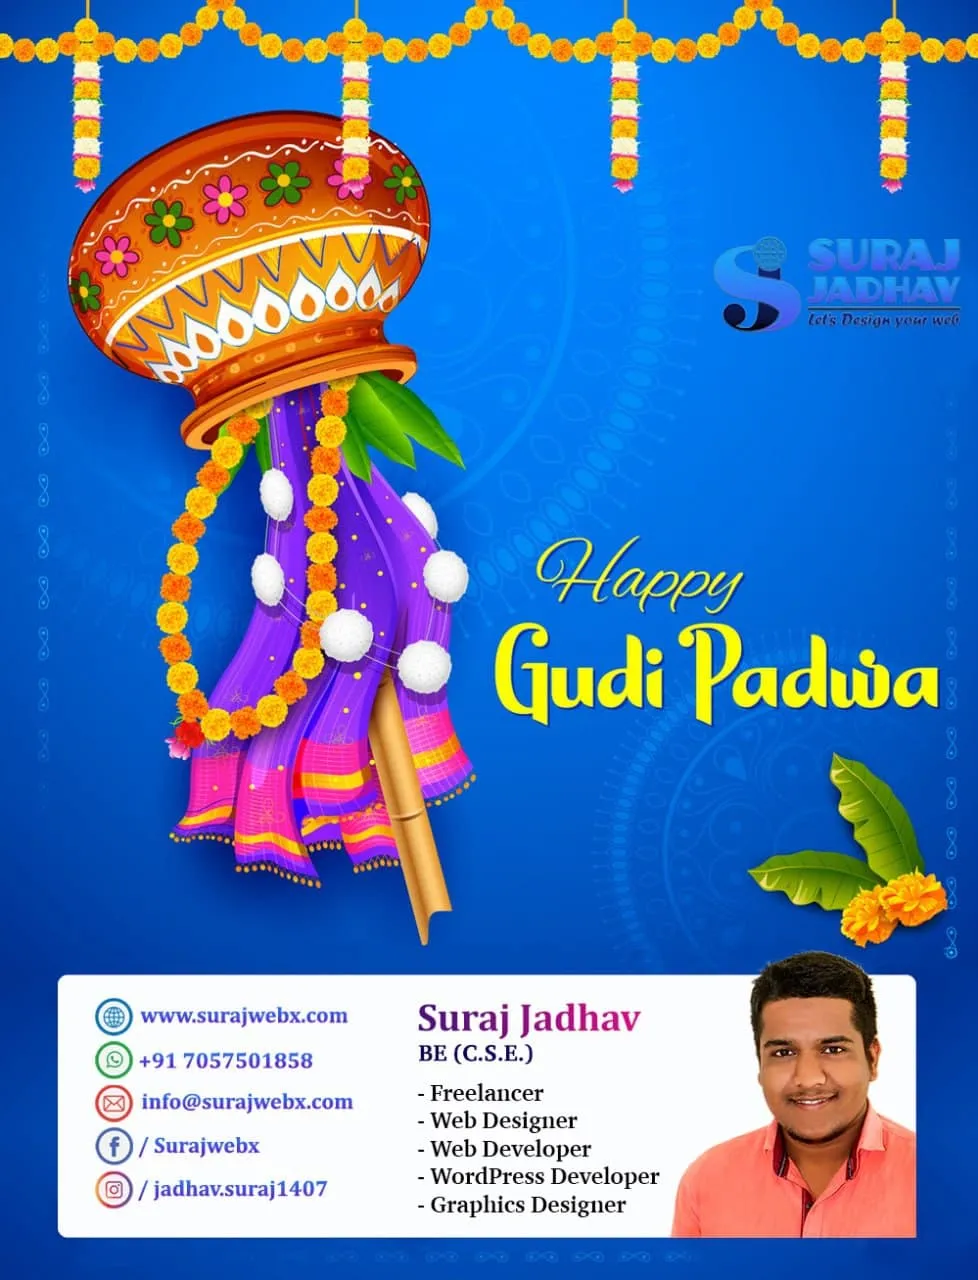 SURAJ
JADHAV
Let's Design your web
Happy
Gudi Padwa
www.surajwebx.com
+91 7057501858
info@surajwebx.com
/ Surajwebx
/ jadhav.suraj1407
Suraj Jadhav
BE (C.S.E.)
- Freelancer
- Web Designer
- Web Developer
- WordPress Developer
- Graphics Designer